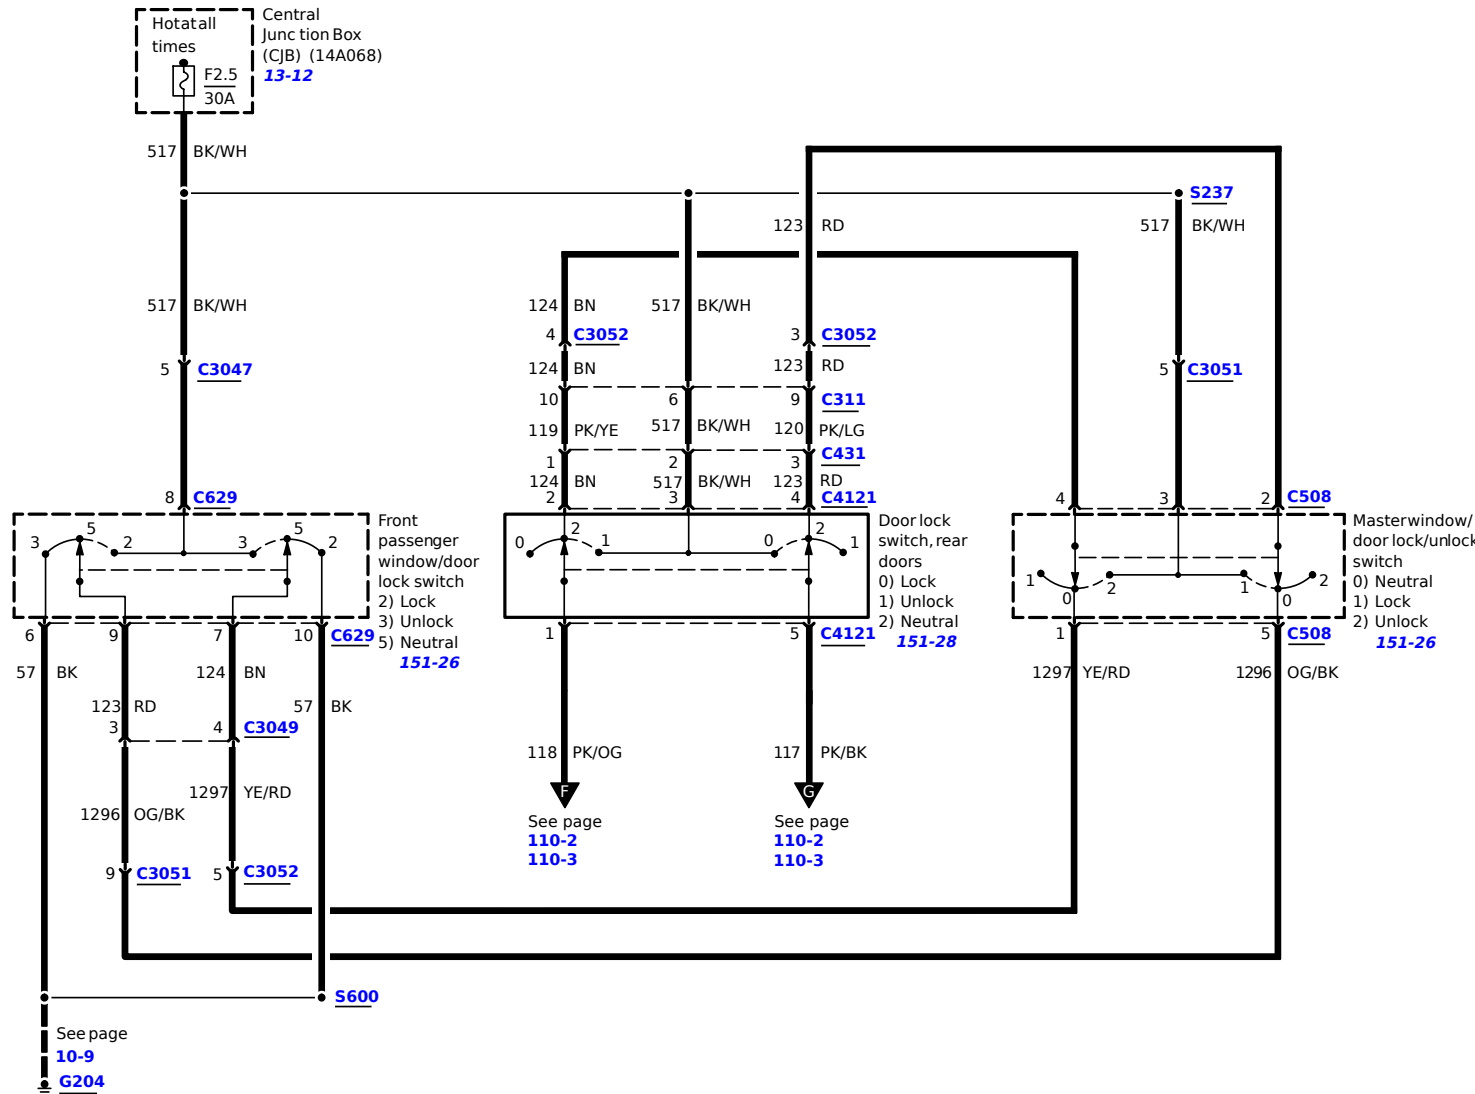 Hot at all
times
F2.5
30A
Central
Junction Box
(CJB) (14A068)
13-12
517 BK/WH
S237
123 RD
517 BK/WH
517 BK/WH
124 BN
517 BK/WH
4 C3052
3 C3052
5 C3047
124 BN
123 RD
5 C3051
10 6 9 C311
119 PK/YE
517 BK/WH
120 PK/LG
1 2 3 C431
124 BN
517 BK/WH
123 RD
8 C629
2 3 4 C4121
4 3 2 C508
3 5 2 3 5 2
Front
passenger
window/door
lock switch
2) Lock
3) Unlock
5) Neutral
151-26
0 2 1 0 2 1
Door lock
switch, rear
doors
0) Lock
1) Unlock
2) Neutral
151-28
1 0 2 1 0 2
Master window/
door lock/unlock
switch
0) Neutral
1) Lock
2) Unlock
151-26
6 9 7 10 C629
1 5 C4121
1 5 C508
57 BK
124 BN
1297 YE/RD
1296 OG/BK
123 RD
57 BK
3 4 C3049
118 PK/OG
117 PK/BK
1297 YE/RD
F
G
1296 OG/BK
See page
110-2
110-3
See page
110-2
110-3
9 C3051
5 C3052
S600
See page
10-9
G204